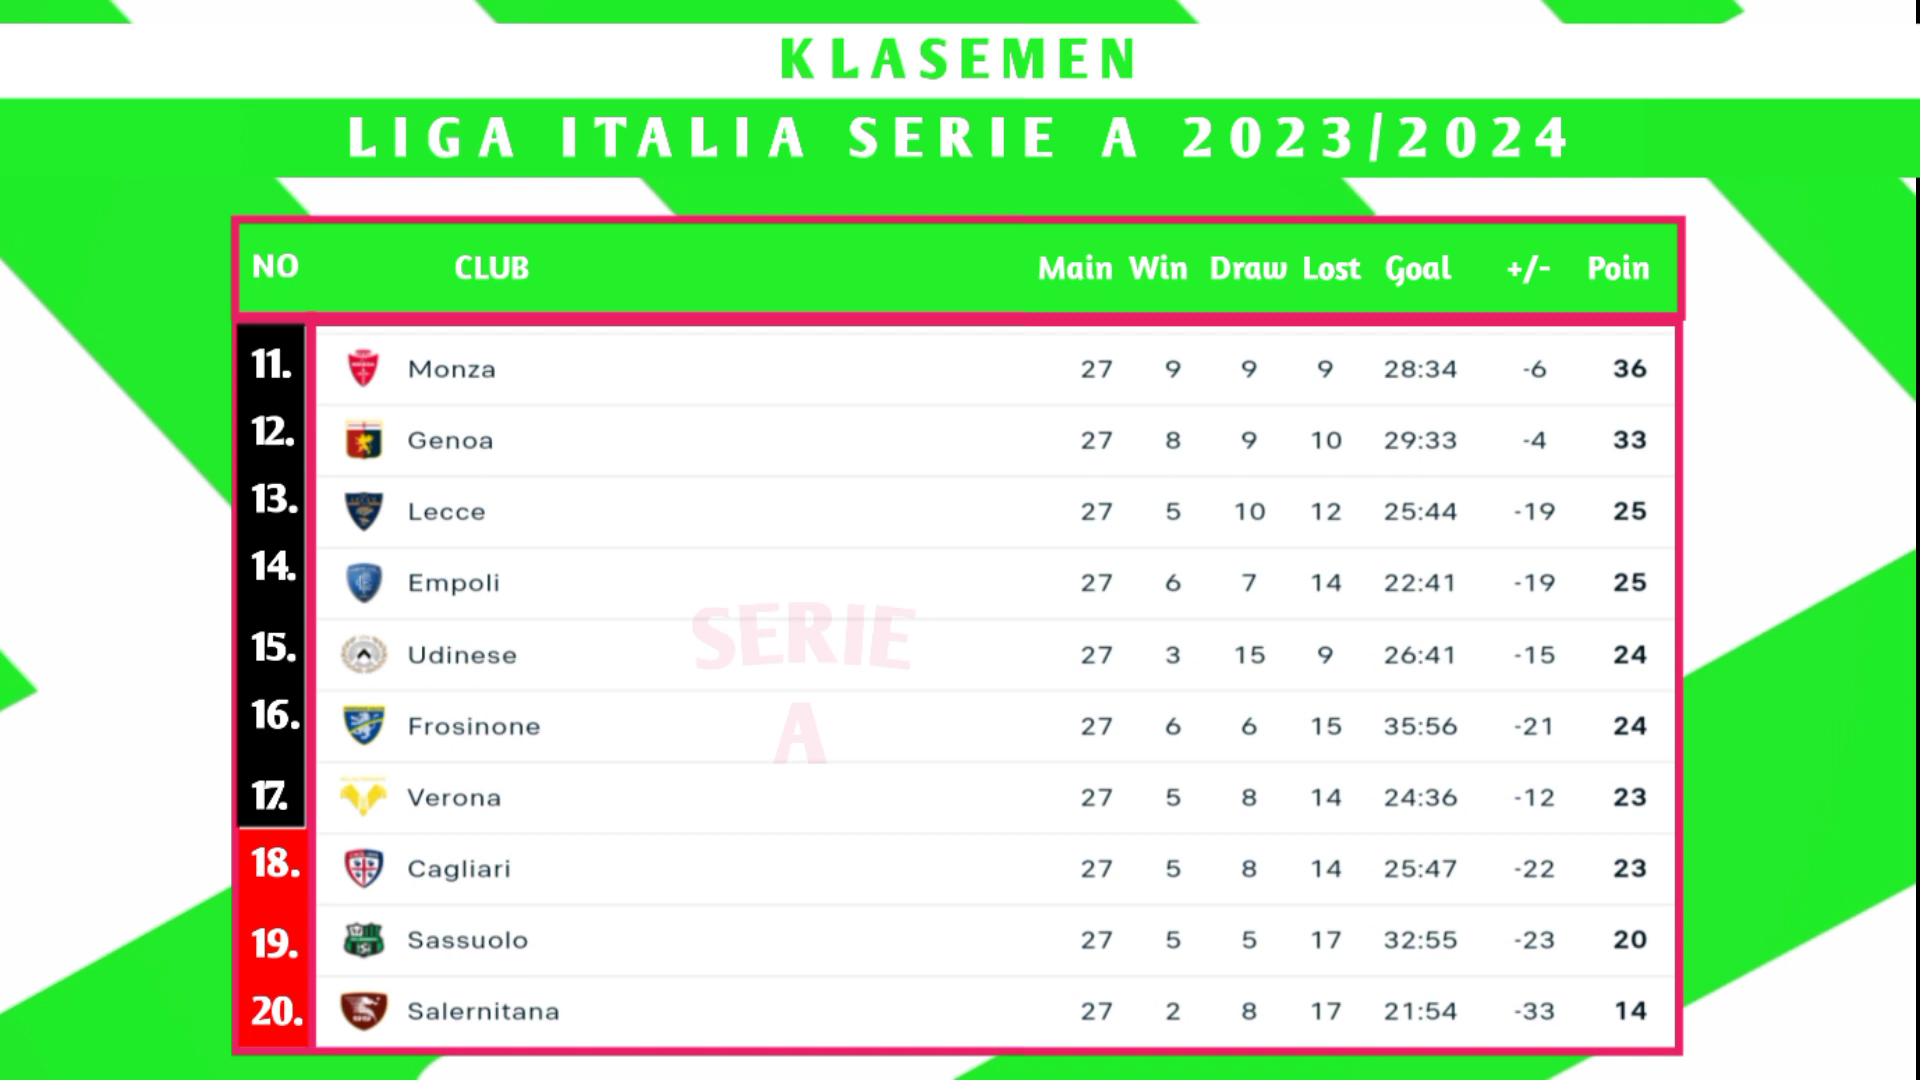 KLASEMEN
LIGA ITALIA SERIE A 2023/2024
NO CLUB Main Win Draw Lost Goal +/- Poin
11. Monza 27 9 9 9 28:34 -6 36
12. Genoa 27 8 9 10 29:33 -4 33
13. Lecce 27 5 10 12 25:44 -19 25
14. Empoli 27 6 7 14 22:41 -19 25
15. Udinese 27 3 15 9 26:41 -15 24
16. Frosinone 27 6 6 15 35:56 -21 24
17. Verona 27 5 8 14 24:36 -12 23
18. Cagliari 27 5 8 14 25:47 -22 23
19. Sassuolo 27 5 5 17 32:55 -23 20
20. Salernitana 27 2 8 17 21:54 -33 14
SERIE
A